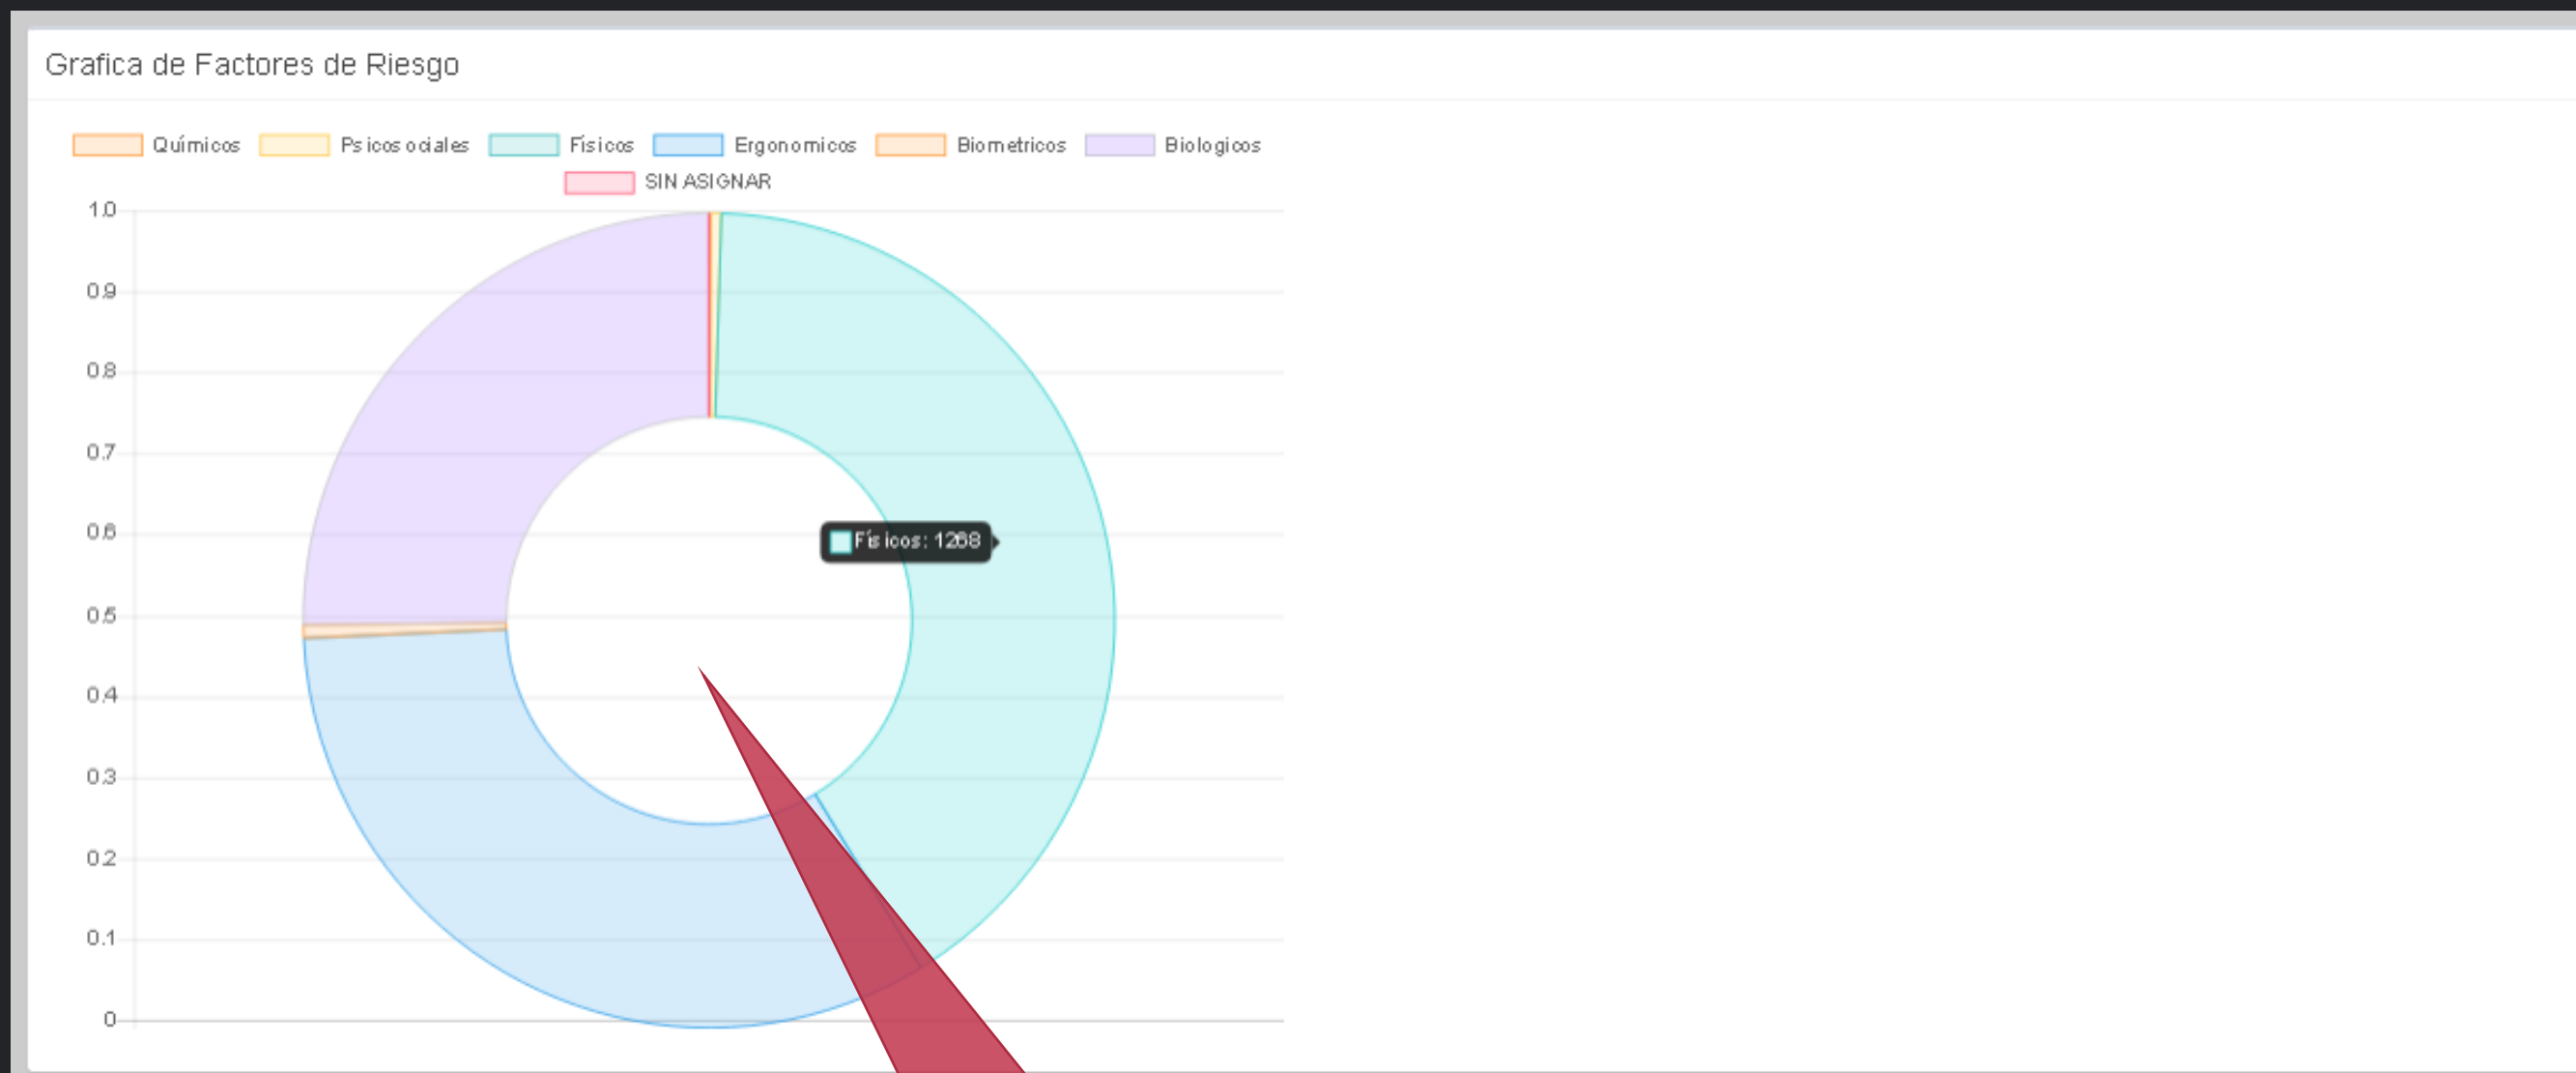 Grafica de Factores de Riesgo
Químicos Psicosociales Físicos Ergonomicos Biometricos Biologicos
SIN ASIGNAR
1.0
0.9
0.8
0.7
0.6
Físicos: 1268
0.5
0.4
0.3
0.2
0.1
0